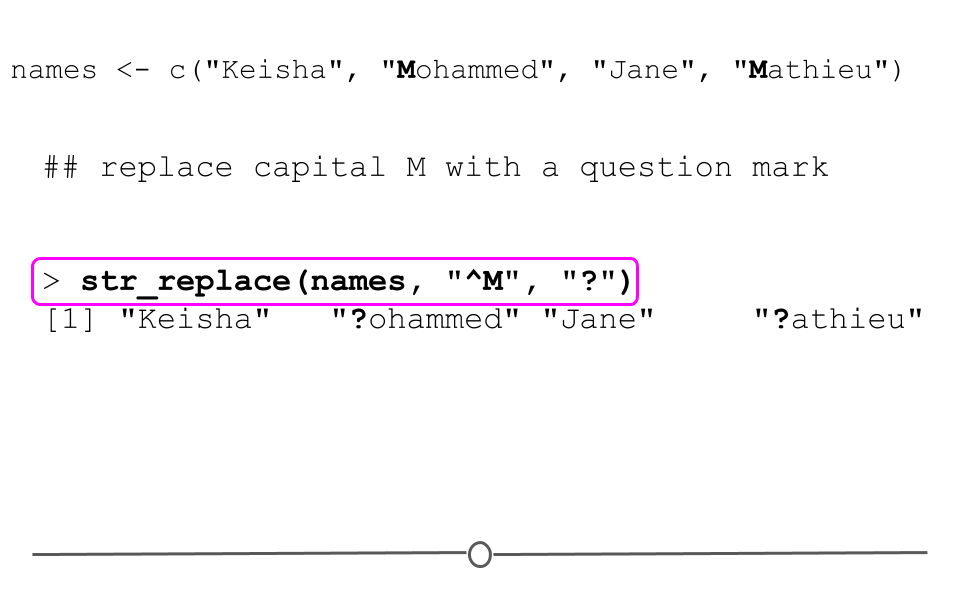 names <- c("Keisha", "Mohammed", "Jane", "Mathieu")
## replace capital M with a question mark
> str_replace(names, "^M", "?")
[1] "Keisha"   "?ohammed" "Jane"     "?athieu"